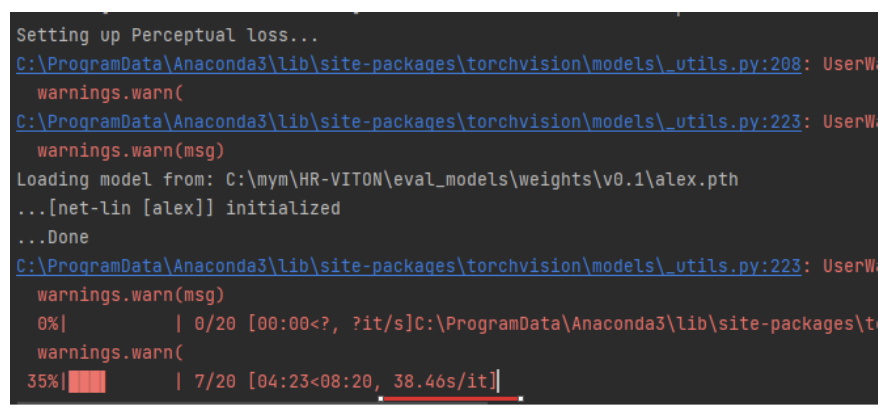 Setting up Perceptual loss...
C:\ProgramData\Anaconda3\lib\site-packages\torchvision\models\_utils.py:208: UserWa
warnings.warn(
C:\ProgramData\Anaconda3\lib\site-packages\torchvision\models\_utils.py:223: UserWa
warnings.warn(msg)
Loading model from: C:\mym\HR-VITON\eval_models\weights\v0.1\alex.pth
...[net-lin [alex]] initialized
...Done
C:\ProgramData\Anaconda3\lib\site-packages\torchvision\models\_utils.py:223: UserWa
warnings.warn(msg)
0%| | 0/20 [00:00<?, ?it/s]C:\ProgramData\Anaconda3\lib\site-packages\to
warnings.warn(
35%|███▌ | 7/20 [04:23<08:20, 38.46s/it]